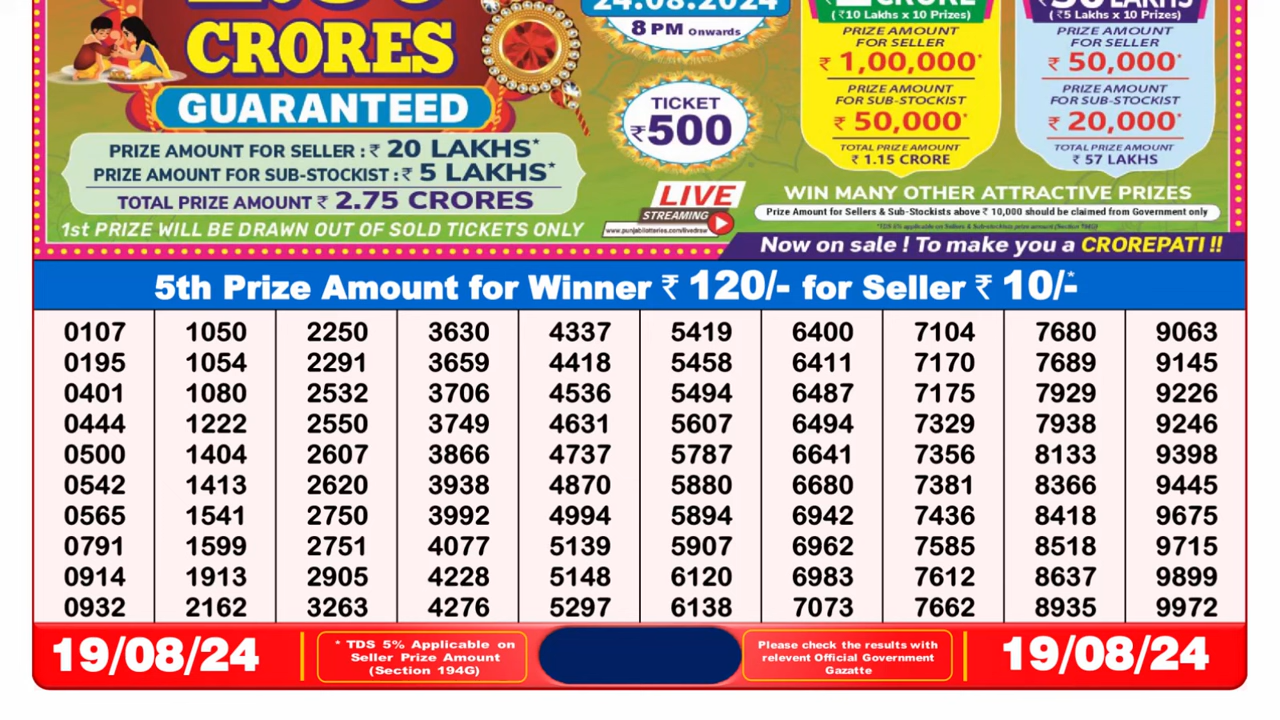 CRORES
GUARANTEED
PRIZE AMOUNT FOR SELLER : ₹ 20 LAKHS*
PRIZE AMOUNT FOR SUB-STOCKIST : ₹ 5 LAKHS*
TOTAL PRIZE AMOUNT ₹ 2.75 CRORES
1st PRIZE WILL BE DRAWN OUT OF SOLD TICKETS ONLY
24.08.2024
8 PM Onwards
TICKET
₹500
LIVE
STREAMING
www.punjablotteries.com/livedraw
CRORE
(₹10 Lakhs x 10 Prizes)
PRIZE AMOUNT
FOR SELLER
₹ 1,00,000*
PRIZE AMOUNT
FOR SUB-STOCKIST
₹ 50,000*
TOTAL PRIZE AMOUNT
₹ 1.15 CRORE
LAKHS
(₹5 Lakhs x 10 Prizes)
PRIZE AMOUNT
FOR SELLER
₹ 50,000*
PRIZE AMOUNT
FOR SUB-STOCKIST
₹ 20,000*
TOTAL PRIZE AMOUNT
₹ 57 LAKHS
WIN MANY OTHER ATTRACTIVE PRIZES
Prize Amount for Sellers & Sub-Stockists above ₹ 10,000 should be claimed from Government only
Now on sale ! To make you a CROREPATI !!
5th Prize Amount for Winner ₹ 120/- for Seller ₹ 10/-*
0107 1050 2250 3630 4337 5419 6400 7104 7680 9063
0195 1054 2291 3659 4418 5458 6411 7170 7689 9145
0401 1080 2532 3706 4536 5494 6487 7175 7929 9226
0444 1222 2550 3749 4631 5607 6494 7329 7938 9246
0500 1404 2607 3866 4737 5787 6641 7356 8133 9398
0542 1413 2620 3938 4870 5880 6680 7381 8366 9445
0565 1541 2750 3992 4994 5894 6942 7436 8418 9675
0791 1599 2751 4077 5139 5907 6962 7585 8518 9715
0914 1913 2905 4228 5148 6120 6983 7612 8637 9899
0932 2162 3263 4276 5297 6138 7073 7662 8935 9972
19/08/24
* TDS 5% Applicable on
Seller Prize Amount
(Section 194G)
Please check the results with
relevent Official Government
Gazatte
19/08/24